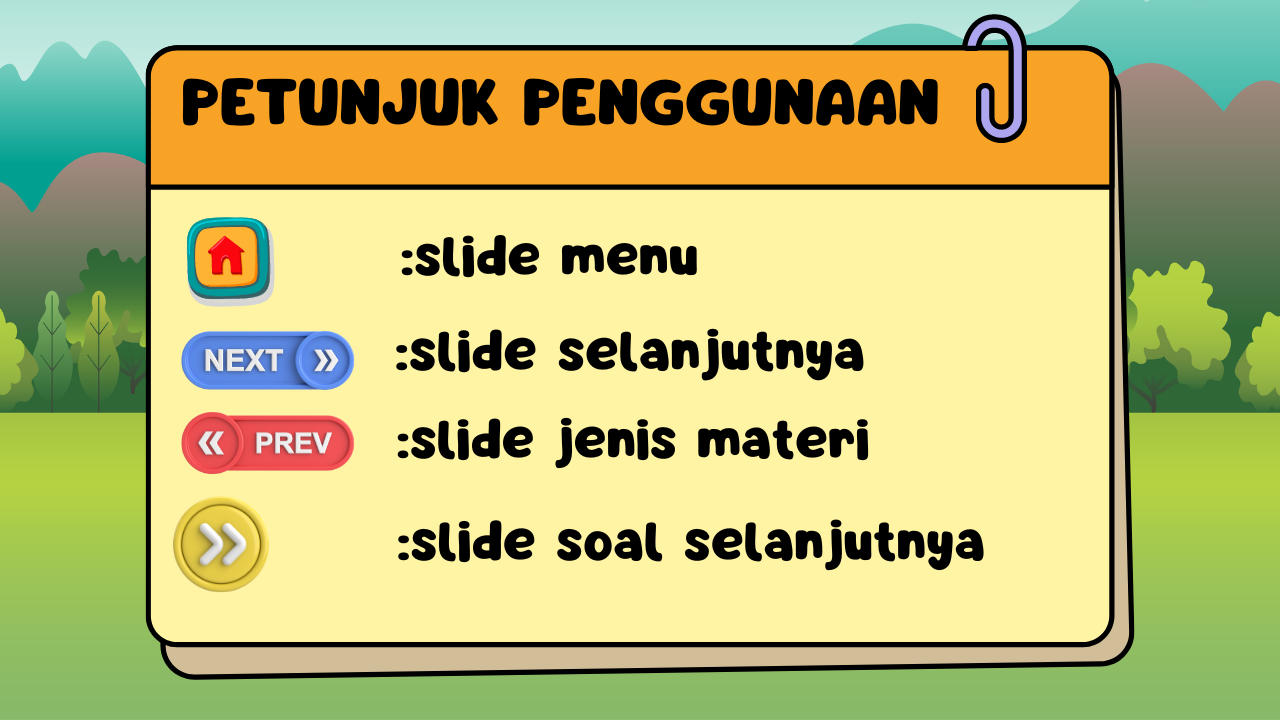 PETUNJUK PENGGUNAAN
:slide menu
NEXT :slide selanjutnya
PREV :slide jenis materi
:slide soal selanjutnya